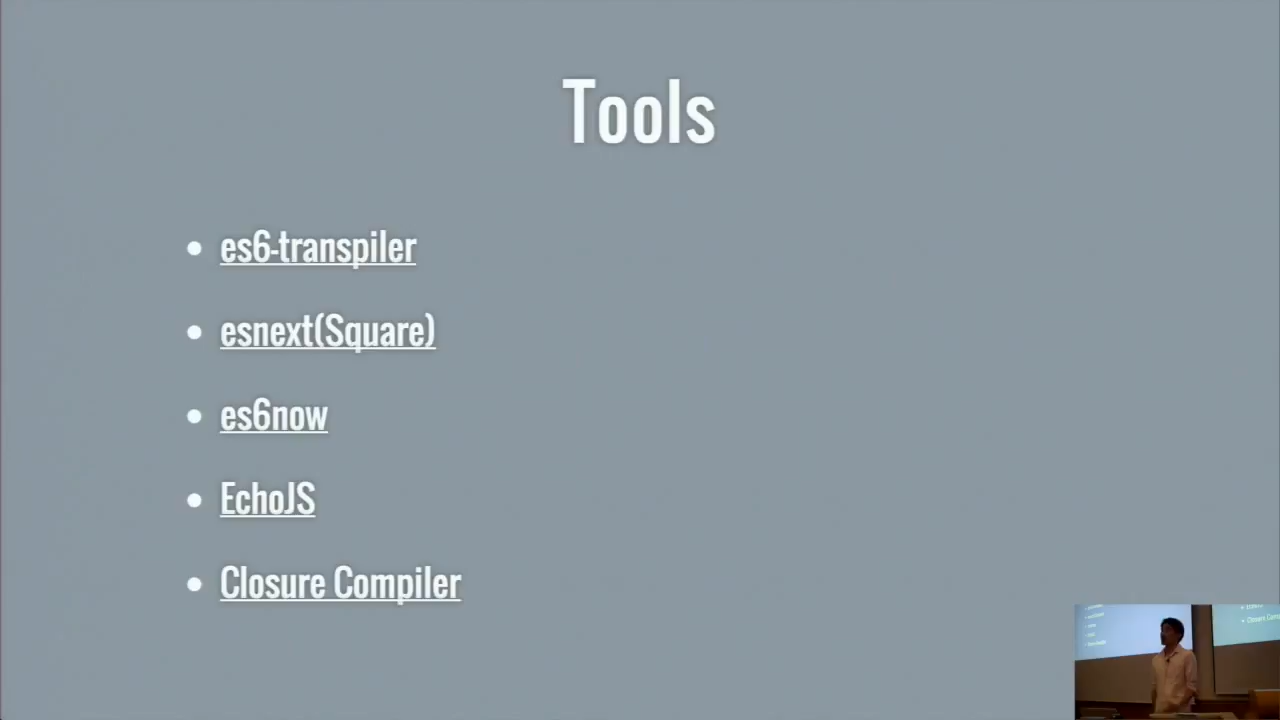 Tools
es6-transpiler
esnext(Square)
es6now
EchoJS
Closure Compiler